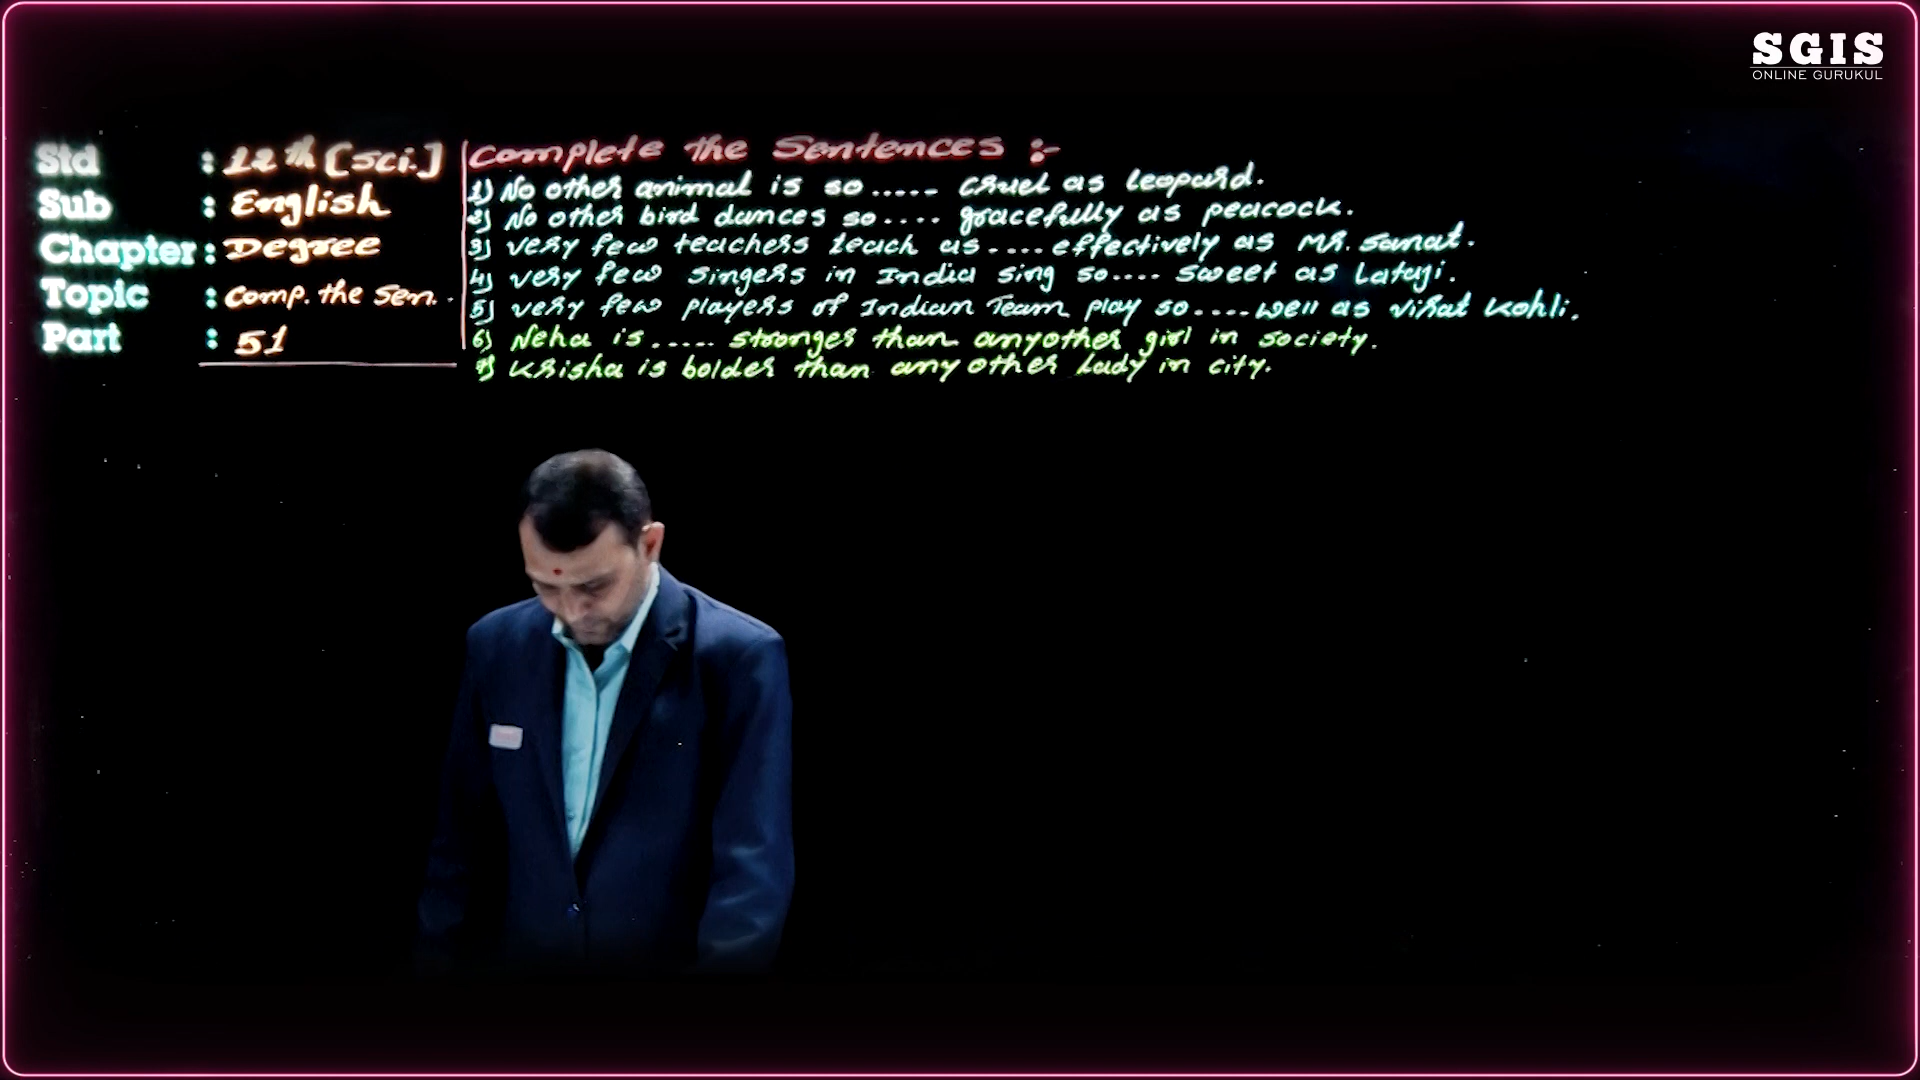 SGIS
ONLINE GURUKUL
Std : 12th [sci.]
Sub : English
Chapter : Degree
Topic : Comp. the Sen.
Part : 51
Complete the Sentences :-
1) No other animal is so ..... cruel as leopard.
2) No other bird dances so .... gracefully as peacock.
3) very few teachers teach as .... effectively as Mr. Sanat.
4) very few singers in India sing so .... sweet as Lataji.
5) very few players of Indian Team play so .... well as Virat Kohli.
6) Neha is ..... stronger than anyother girl in society.
7) Krisha is bolder than any other Lady in city.